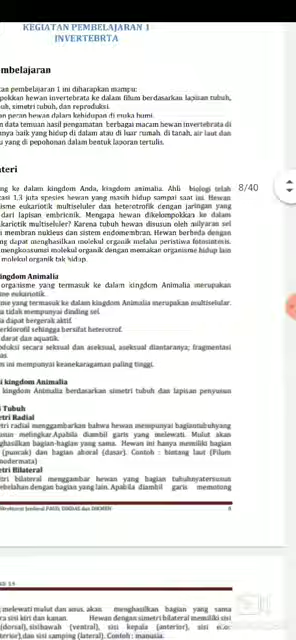 KEGIATAN PEMBELAJARAN 1
INVERTEBRTA
mbelajaran
tan pembelajaran 1 ini diharapkan mampu:
pokkan hewan invertebrata ke dalam filum berdasarkan lapisan tubuh,
uh, simetri tubuh, dan reproduksi.
an peran hewan dalam kehidupan di muka bumi.
n data temuan hasil pengamatan berbagai macam hewan invertebrata di
nya baik yang hidup di dalam atau di luar rumah, di tanah, air laut dan
u yang di pepohonan dalam bentuk laporan tertulis.
teri
ng ke dalam kingdom Anda, kingdom animalia. Ahli biologi telah
asi 1,3 juta spesies hewan yang masih hidup sampai saat ini. Hewan
isme eukariotik multiseluler dan heterotrofik dengan jaringan yang
dari lapisan embrionik. Mengapa hewan dikelompokkan ke dalam
ukariotik multiseluler? Karena tubuh hewan disusun oleh milyaran sel
membran nukleus dan sistem endomembran. Hewan berbeda dengan
ng dapat menghasilkan molekul organik melalui peristiwa fotosintesis.
mengkonsumsi molekul organik dengan memakan organisme hidup lain
molekul organik tak hidup.
8/40
ingdom Animalia
organisme yang termasuk ke dalam kingdom Animalia merupakan
me eukariotik.
me yang termasuk ke dalam kingdom Animalia merupakan multiselular.
a tidak mempunyai dinding sel.
a dapat bergerak aktif.
erklorofil sehingga bersifat heterotrof.
darat dan aquatik.
oduksi secara seksual dan aseksual, aseksual diantaranya; fragmentasi
as.
m ini mempunyai keanekaragaman paling tinggi.
i kingdom Animalia
kingdom Animalia berdasarkan simetri tubuh dan lapisan penyusun
i Tubuh
etri Radial
tri radial menggambarkan bahwa hewan mempunyai bagiantubuhyang
usun melingkar.Apabila diambil garis yang melewati. Mulut akan
ghasilkan bagian-bagian yang sama. Hewan ini hanya memiliki bagian
(puncak) dan bagian aboral (dasar). Contoh : bintang laut (Filum
nodermata)
etri Bilateral
tri bilateral menggambar hewan yang bagian tubuhnyatersusun
ebelahan dengan bagian yang lain. Apabila diambil garis memotong
Direktorat Jenderal PAUD, DIKDAS dan DIKMEN
8
melewati mulut dan anus akan menghasilkan bagian yang sama
ra sisi kiri dan kanan. Hewan dengan simetri bilateral memiliki sisi
(dorsal), sisibawah (ventral), sisi kepala (anterior), sisi
terior),dan sisi samping (lateral). Contoh: manusia.